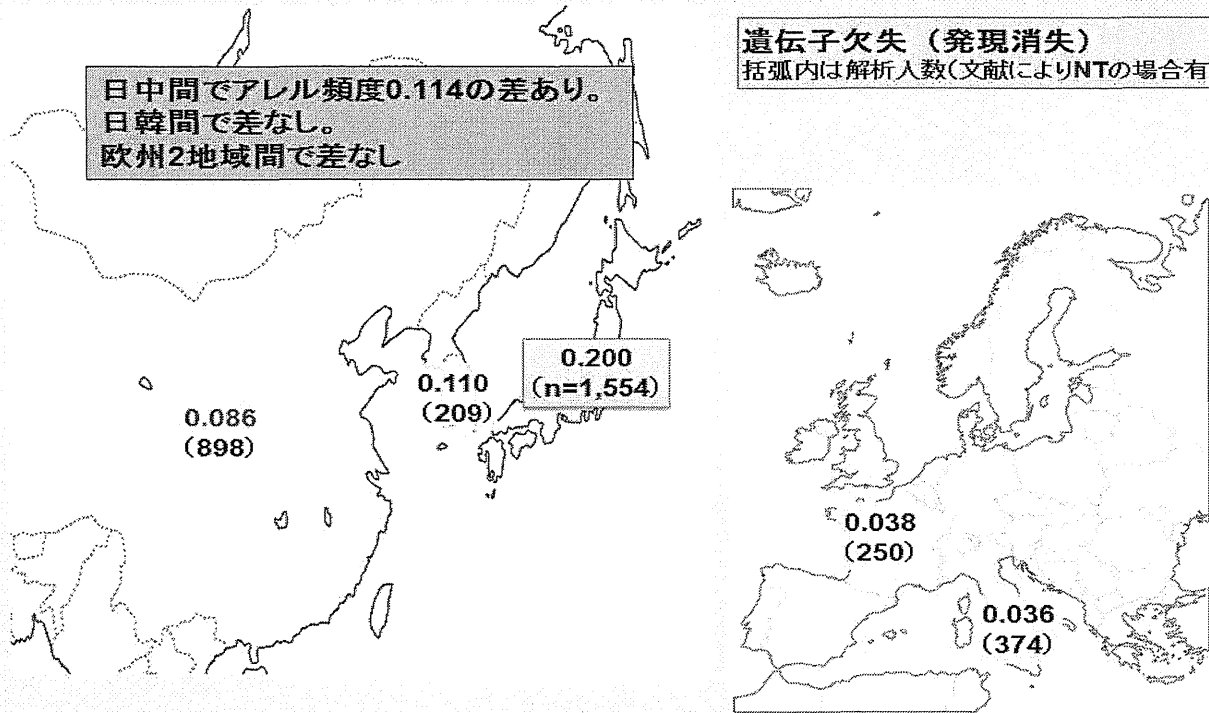 遺伝子欠失（発現消失）
括弧内は解析人数(文献によりNTの場合有
日中間でアレル頻度0.114の差あり。
日韓間で差なし。
欧州2地域間で差なし
0.200
(n=1,554)
0.110
(209)
0.086
(898)
0.038
(250)
0.036
(374)